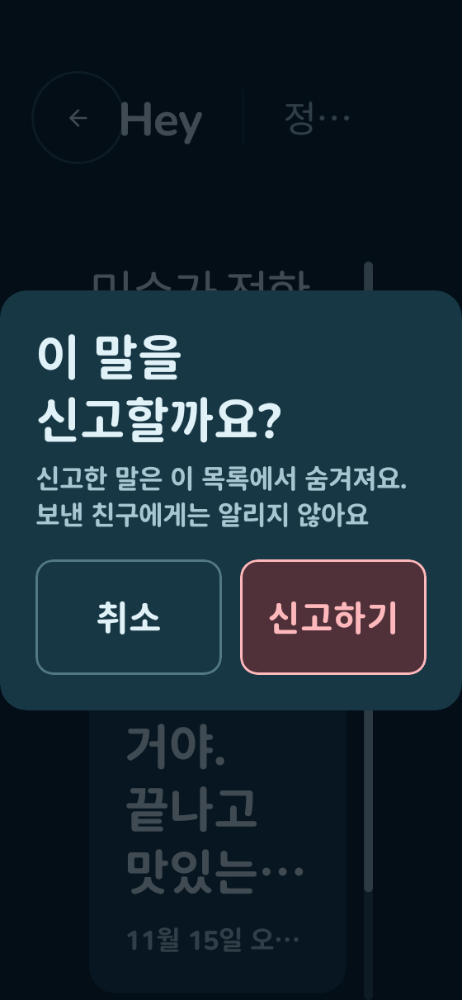 Hey
정…
이 말을
신고할까요?
신고한 말은 이 목록에서 숨겨져요.
보낸 친구에게는 알리지 않아요
취소
신고하기
거야.
끝나고
맛있는…
11월 15일 오…